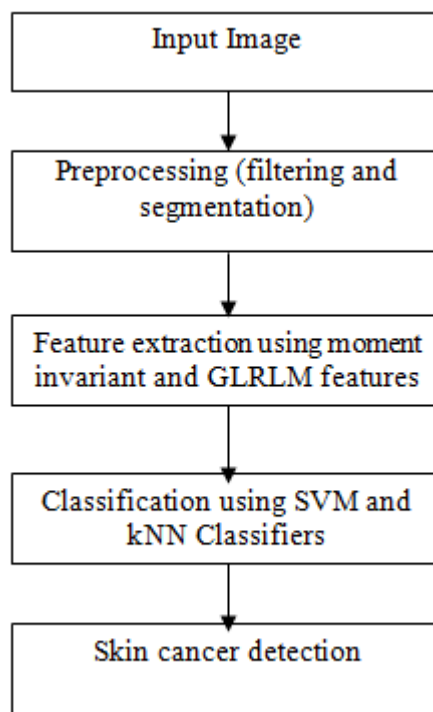 Input Image
Preprocessing (filtering and
segmentation)
Feature extraction using moment
invariant and GLRLM features
Classification using SVM and
kNN Classifiers
Skin cancer detection